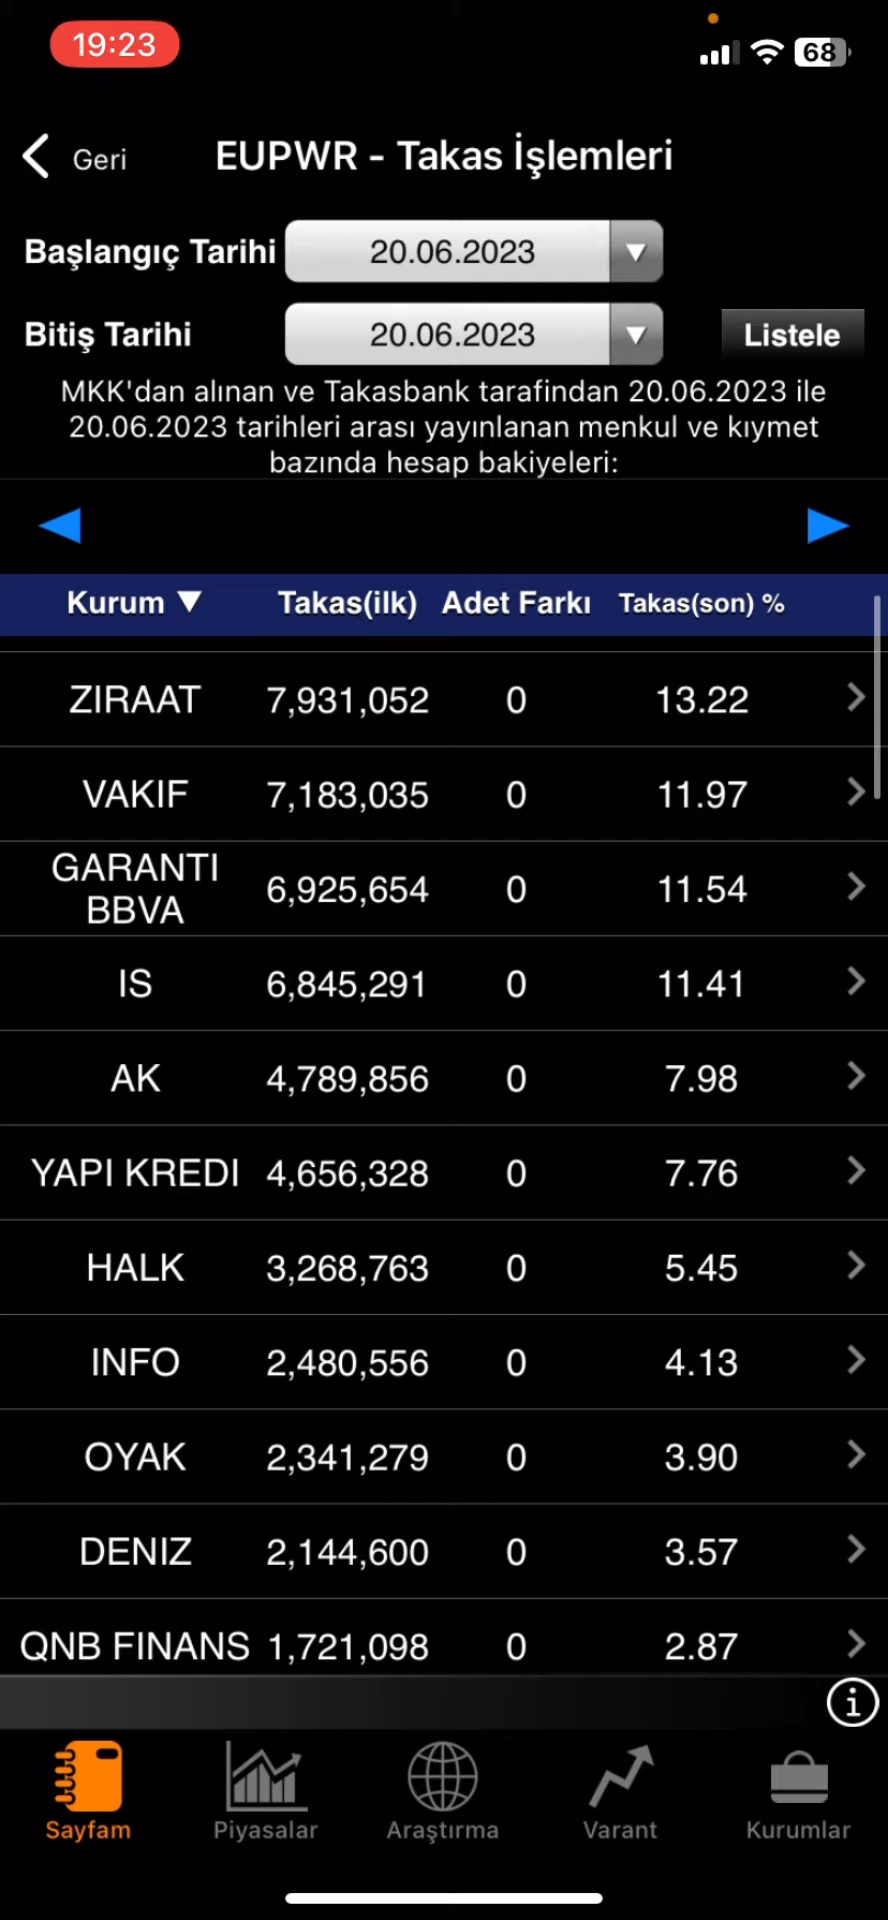 19:23
68
Geri
EUPWR - Takas İşlemleri
Başlangıç Tarihi 20.06.2023
Bitiş Tarihi 20.06.2023 Listele
MKK'dan alınan ve Takasbank tarafindan 20.06.2023 ile
20.06.2023 tarihleri arası yayınlanan menkul ve kıymet
bazında hesap bakiyeleri:
Kurum ▼ Takas(ilk) Adet Farkı Takas(son) %
ZIRAAT 7,931,052 0 13.22
VAKIF 7,183,035 0 11.97
GARANTI
BBVA 6,925,654 0 11.54
IS 6,845,291 0 11.41
AK 4,789,856 0 7.98
YAPI KREDI 4,656,328 0 7.76
HALK 3,268,763 0 5.45
INFO 2,480,556 0 4.13
OYAK 2,341,279 0 3.90
DENIZ 2,144,600 0 3.57
QNB FINANS 1,721,098 0 2.87
Sayfam Piyasalar Araştırma Varant Kurumlar